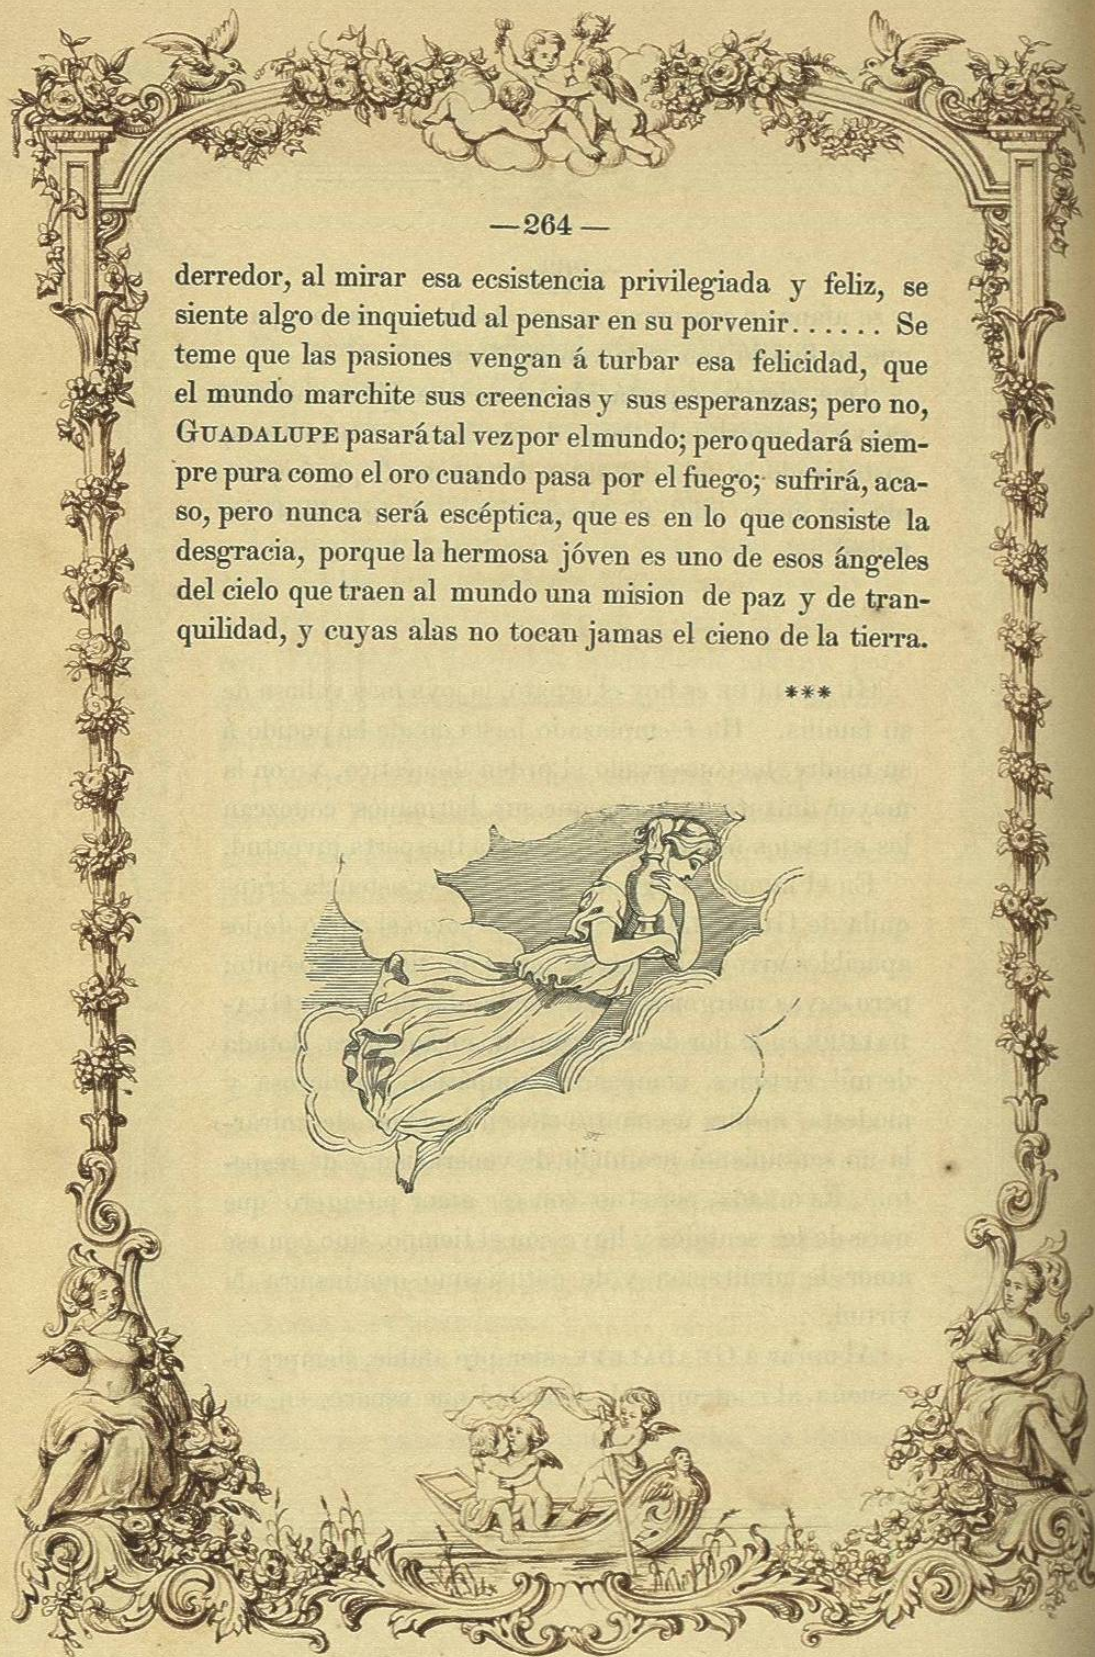 —264—
derredor, al mirar esa ecsistencia privilegiada y feliz, se
siente algo de inquietud al pensar en su porvenir...... Se
teme que las pasiones vengan á turbar esa felicidad, que
el mundo marchite sus creencias y sus esperanzas; pero no,
GUADALUPE pasará tal vez por el mundo; pero quedará siem-
pre pura como el oro cuando pasa por el fuego; sufrirá, aca-
so, pero nunca será escéptica, que es en lo que consiste la
desgracia, porque la hermosa jóven es uno de esos ángeles
del cielo que traen al mundo una mision de paz y de tran-
quilidad, y cuyas alas no tocan jamas el cieno de la tierra.
***